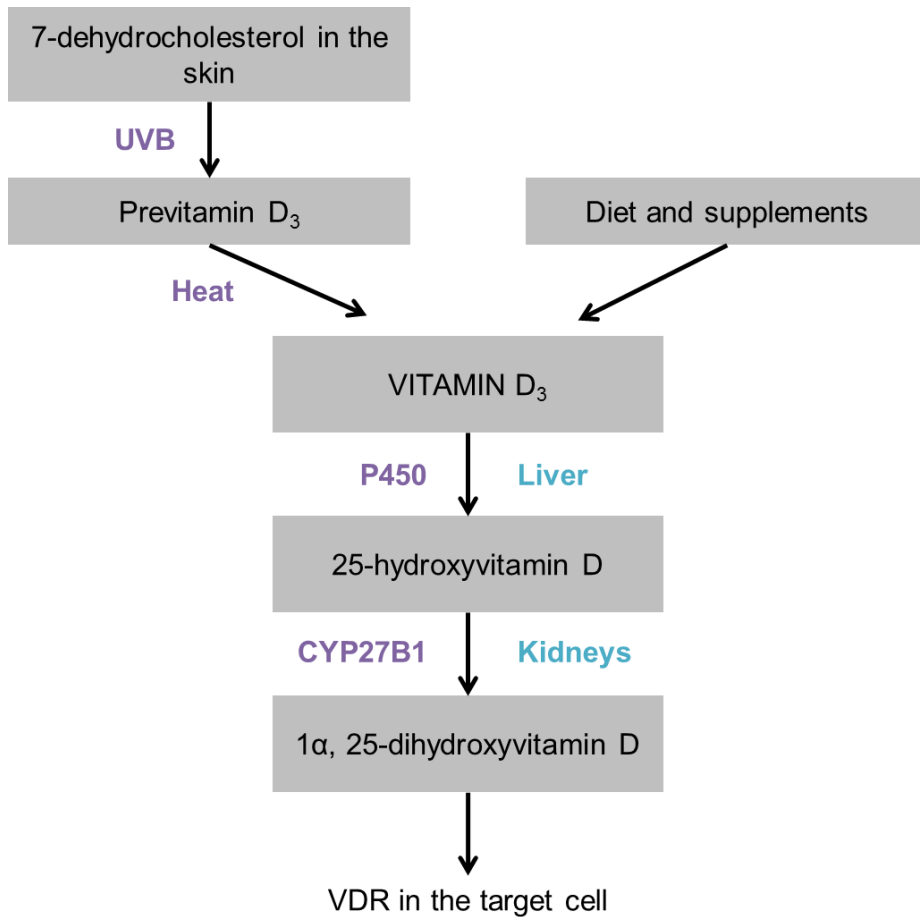 7-dehydrocholesterol in the
skin
UVB
Previtamin D₃
Diet and supplements
Heat
VITAMIN D₃
P450 Liver
25-hydroxyvitamin D
CYP27B1 Kidneys
1α, 25-dihydroxyvitamin D
VDR in the target cell